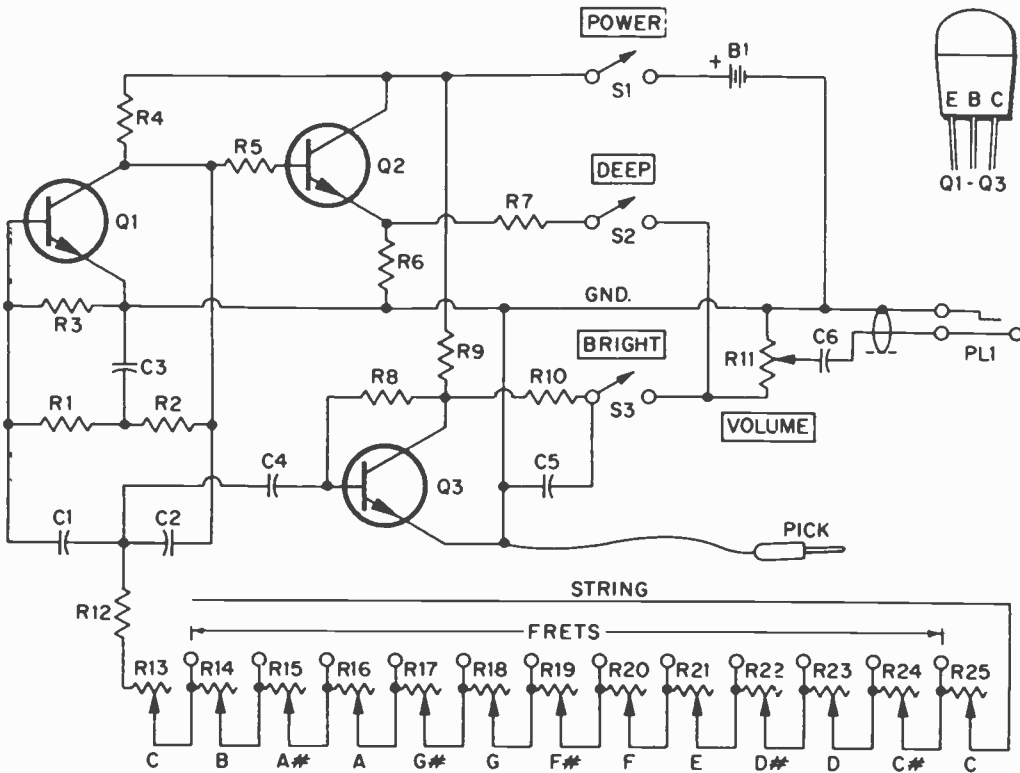 POWER
+ B1
S1
E B C
Q1 - Q3
R4
R5
Q2
DEEP
Q1
R7
S2
R6
GND.
R3
R9
BRIGHT
R11
C6
PL1
C3
R8
R10
S3
R1
R2
VOLUME
C4
Q3
C5
C1
C2
PICK
R12
STRING
FRETS
R13 R14 R15 R16 R17 R18 R19 R20 R21 R22 R23 R24 R25
C B A# A G# G F# F E D# D C# C